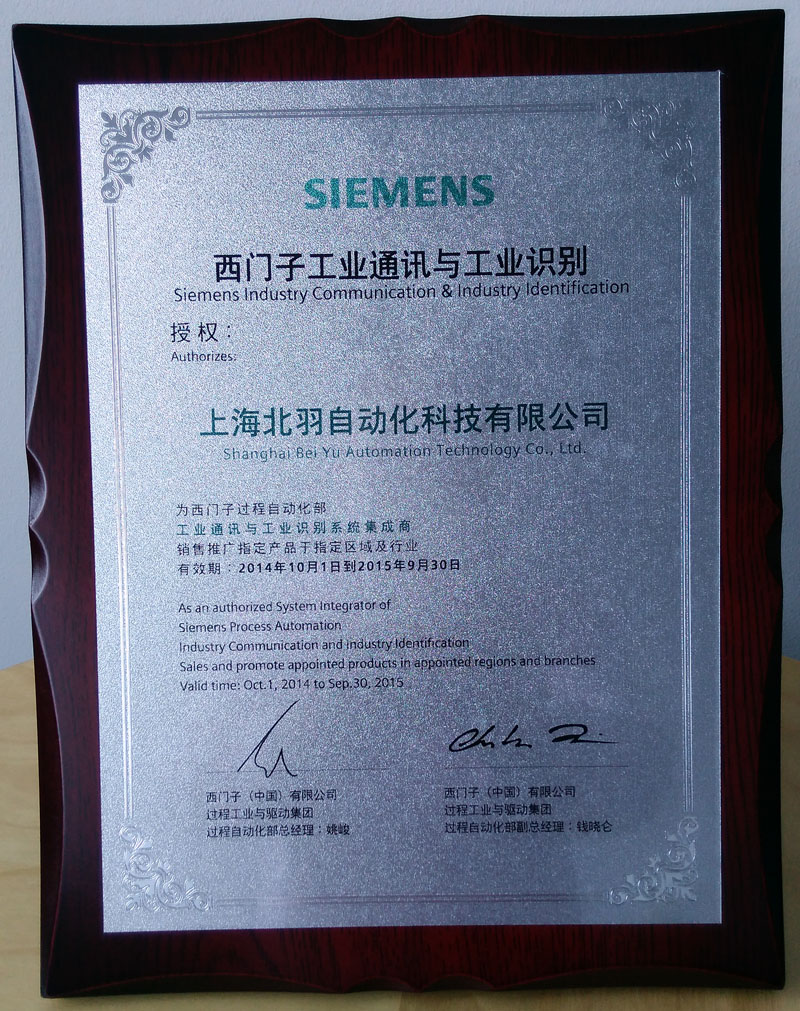 SIEMENS
西门子工业通讯与工业识别
Siemens Industry Communication & Industry Identification
授权：
Authorizes:
上海北羽自动化科技有限公司
Shanghai Bei Yu Automation Technology Co., Ltd.
为西门子过程自动化部
工业通讯与工业识别系统集成商
销售推广指定产品于指定区域及行业
有效期：2014年10月1日到2015年9月30日
As an authorized System Integrator of
Siemens Process Automation
Industry Communication and industry Identification
Sales and promote appointed products in appointed regions and branches
Valid time: Oct.1, 2014 to Sep.30, 2015
西门子（中国）有限公司
过程工业与驱动集团
过程自动化部总经理：姚峻
西门子（中国）有限公司
过程工业与驱动集团
过程自动化部副总经理：钱晓仑